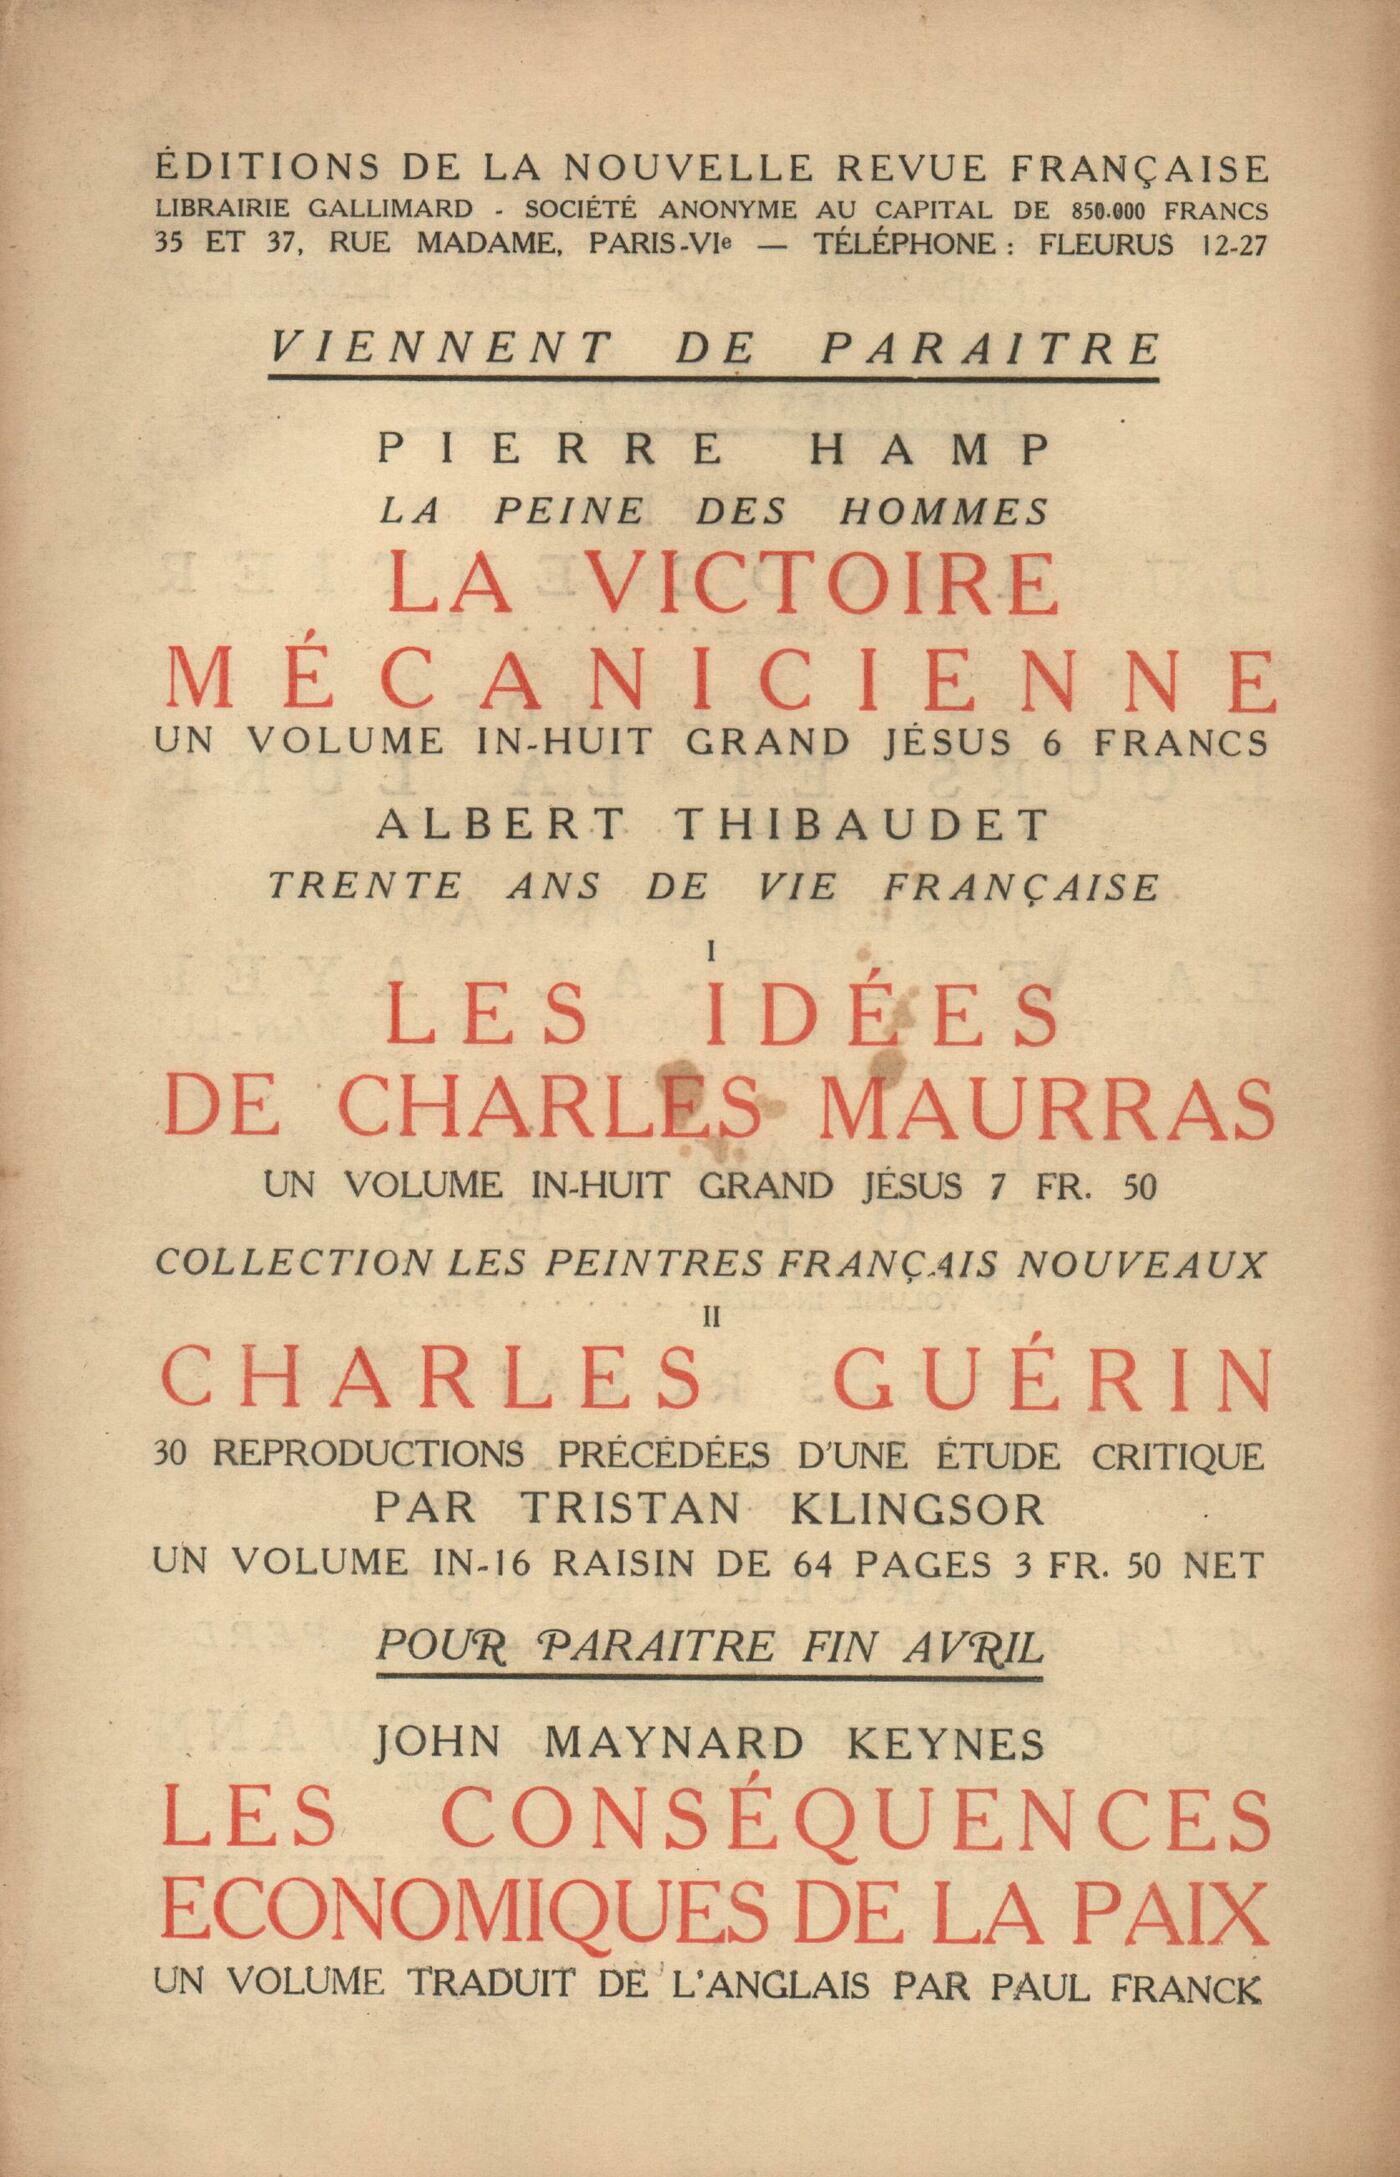 ÉDITIONS DE LA NOUVELLE REVUE FRANÇAISE
LIBRAIRIE GALLIMARD - SOCIÉTÉ ANONYME AU CAPITAL DE 850.000 FRANCS
35 ET 37, RUE MADAME, PARIS-VIe — TÉLÉPHONE : FLEURUS 12-27
VIENNENT DE PARAITRE
PIERRE HAMP
LA PEINE DES HOMMES
LA VICTOIRE
MÉCANICIENNE
UN VOLUME IN-HUIT GRAND JÉSUS 6 FRANCS
ALBERT THIBAUDET
TRENTE ANS DE VIE FRANÇAISE
I
LES IDÉES
DE CHARLES MAURRAS
UN VOLUME IN-HUIT GRAND JÉSUS 7 FR. 50
COLLECTION LES PEINTRES FRANÇAIS NOUVEAUX
II
CHARLES GUÉRIN
30 REPRODUCTIONS PRÉCÉDÉES D'UNE ÉTUDE CRITIQUE
PAR TRISTAN KLINGSOR
UN VOLUME IN-16 RAISIN DE 64 PAGES 3 FR. 50 NET
POUR PARAITRE FIN AVRIL
JOHN MAYNARD KEYNES
LES CONSÉQUENCES
ECONOMIQUES DE LA PAIX
UN VOLUME TRADUIT DE L'ANGLAIS PAR PAUL FRANCK